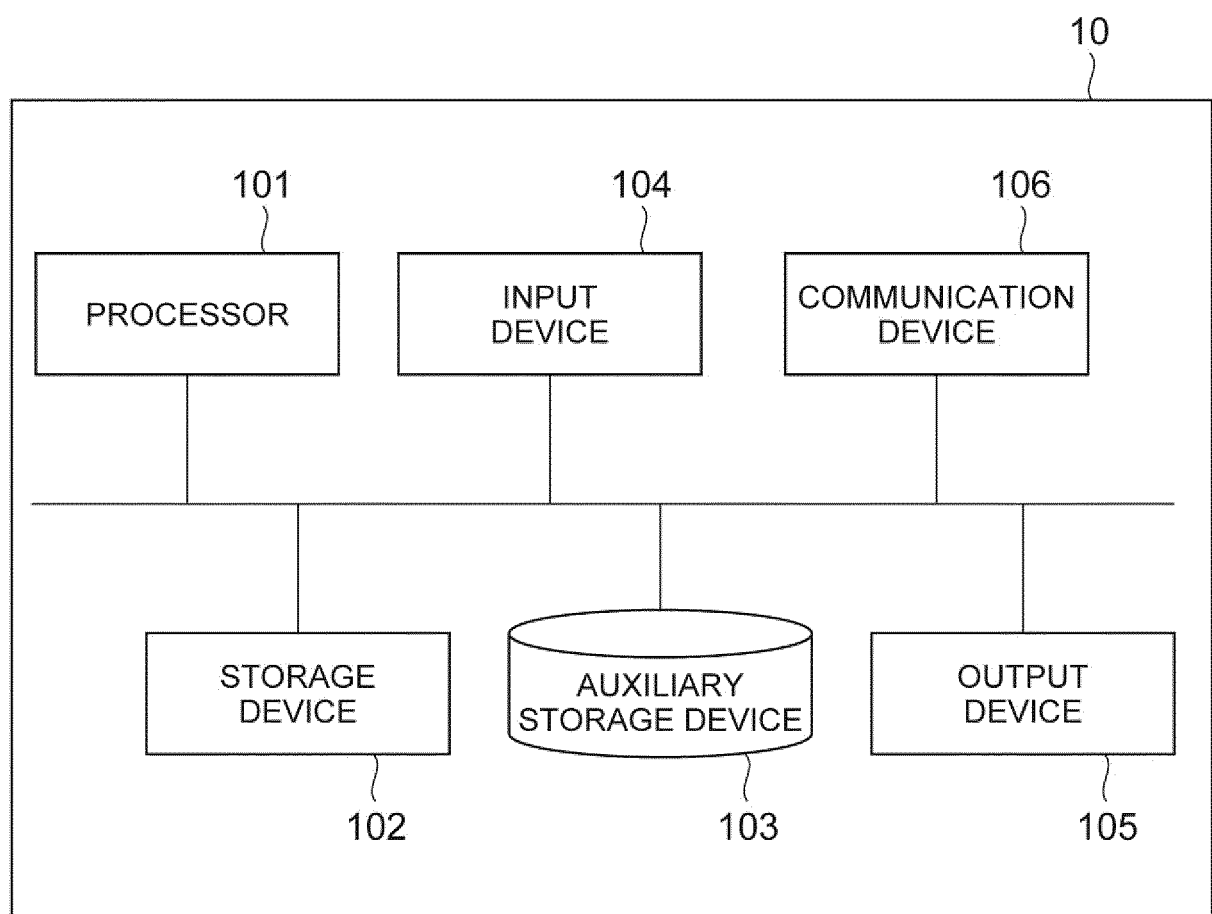 10
101
104
106
PROCESSOR
INPUT
DEVICE
COMMUNICATION
DEVICE
STORAGE
DEVICE
AUXILIARY
STORAGE DEVICE
OUTPUT
DEVICE
102
103
105